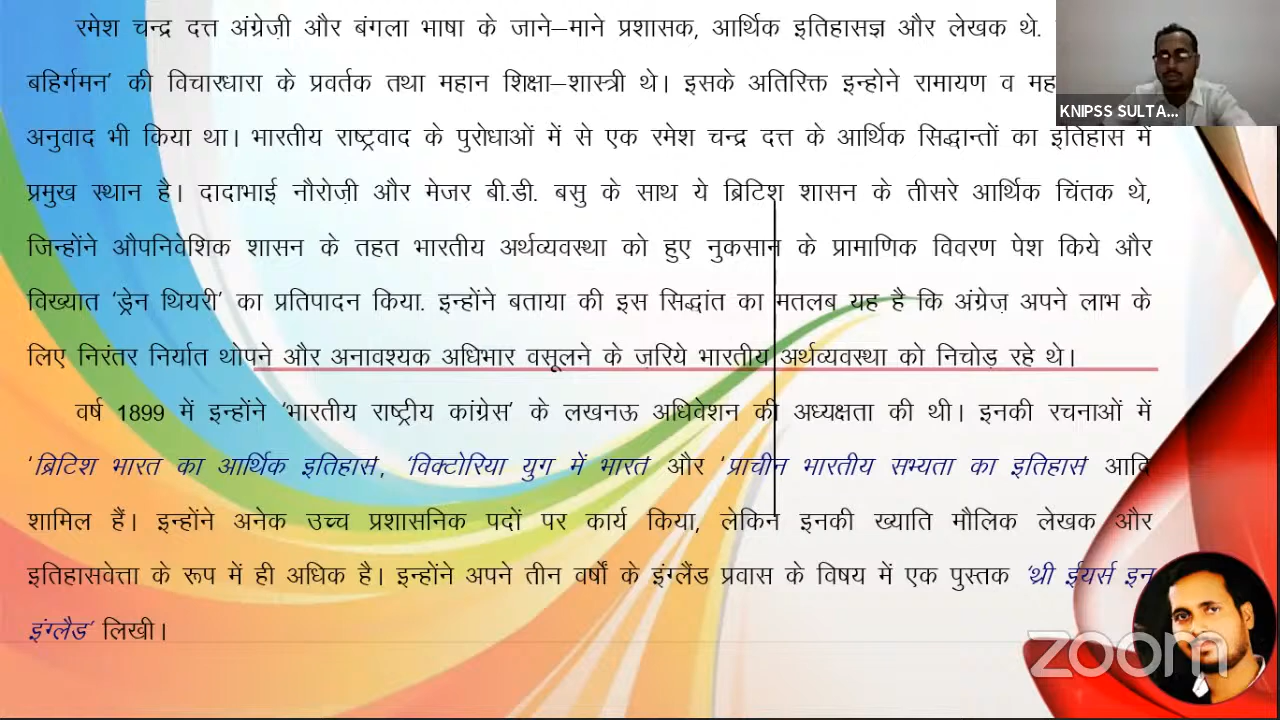 रमेश चन्द्र दत्त अंग्रेज़ी और बंगला भाषा के जाने–माने प्रशासक, आर्थिक इतिहासज्ञ और लेखक थे.
बहिर्गमन’ की विचारधारा के प्रवर्तक तथा महान शिक्षा–शास्त्री थे। इसके अतिरिक्त इन्होने रामायण व
अनुवाद भी किया था। भारतीय राष्ट्रवाद के पुरोधाओं में से एक रमेश चन्द्र दत्त के आर्थिक सिद्धान्तों का इतिहास में
प्रमुख स्थान है। दादाभाई नौरोज़ी और मेजर बी.डी. बसु के साथ ये ब्रिटिश शासन के तीसरे आर्थिक चिंतक थे,
जिन्होंने औपनिवेशिक शासन के तहत भारतीय अर्थव्यवस्था को हुए नुकसान के प्रामाणिक विवरण पेश किये और
विख्यात ‘ड्रेन थियरी’ का प्रतिपादन किया. इन्होंने बताया की इस सिद्धांत का मतलब यह है कि अंग्रेज़ अपने लाभ के
लिए निरंतर निर्यात थोपने और अनावश्यक अधिभार वसूलने के ज़रिये भारतीय अर्थव्यवस्था को निचोड़ रहे थे।
वर्ष 1899 में इन्होंने ‘भारतीय राष्ट्रीय कांग्रेस’ के लखनऊ अधिवेशन की अध्यक्षता की थी। इनकी रचनाओं में
‘ब्रिटिश भारत का आर्थिक इतिहास’, ‘विक्टोरिया युग में भारत’ और ‘प्राचीन भारतीय सभ्यता का इतिहास’ आदि
शामिल हैं। इन्होंने अनेक उच्च प्रशासनिक पदों पर कार्य किया, लेकिन इनकी ख्याति मौलिक लेखक और
इतिहासवेत्ता के रूप में ही अधिक है। इन्होंने अपने तीन वर्षों के इंग्लैंड प्रवास के विषय में एक पुस्तक ‘थ्री ईयर्स इन
इंग्लैड’ लिखी।
KNIPSS SULTA...
zoom